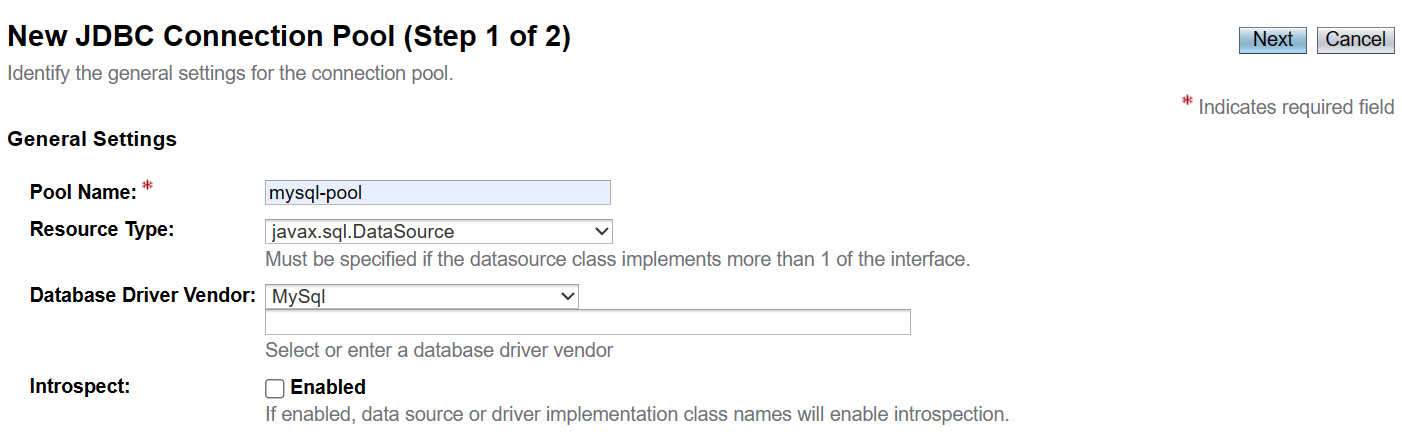 New JDBC Connection Pool (Step 1 of 2)
Next Cancel
Identify the general settings for the connection pool.
* Indicates required field
General Settings
Pool Name: * mysql-pool
Resource Type: javax.sql.DataSource
Must be specified if the datasource class implements more than 1 of the interface.
Database Driver Vendor: MySql
Select or enter a database driver vendor
Introspect: Enabled
If enabled, data source or driver implementation class names will enable introspection.